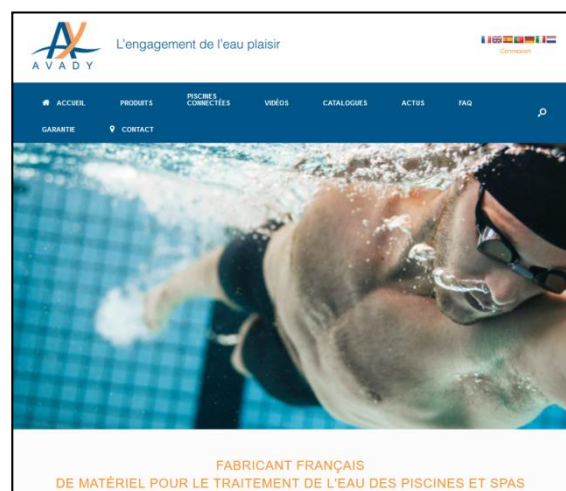 AVADY
L'engagement de l'eau plaisir
Connexion
ACCUEIL PRODUITS PISCINES CONNECTÉES VIDÉOS CATALOGUES ACTUS FAQ
GARANTIE CONTACT
FABRICANT FRANÇAIS
DE MATÉRIEL POUR LE TRAITEMENT DE L'EAU DES PISCINES ET SPAS